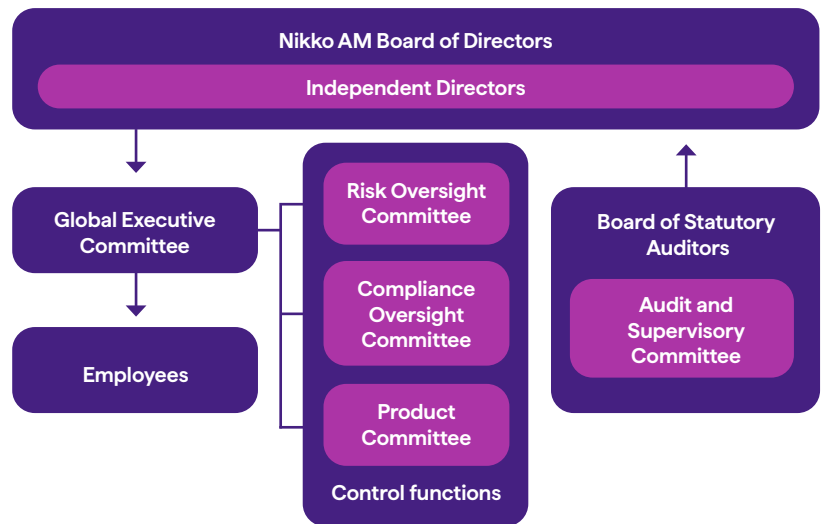 Nikko AM Board of Directors
Independent Directors
Global Executive
Committee
Employees
Risk Oversight
Committee
Compliance
Oversight
Committee
Product
Committee
Control functions
Board of Statutory
Auditors
Audit and
Supervisory
Committee